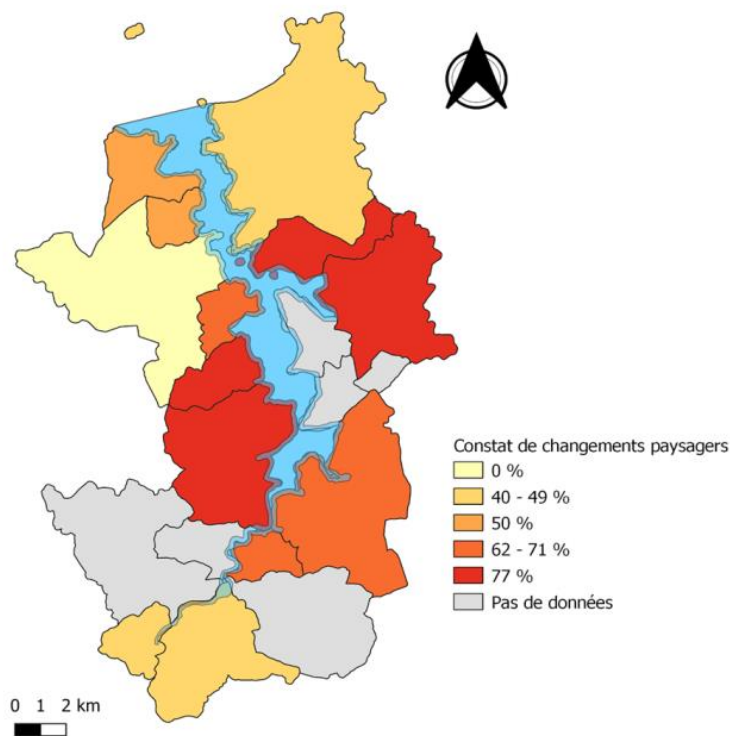 Constat de changements paysagers
0 %
40 - 49 %
50 %
62 - 71 %
77 %
Pas de données
0 1 2 km